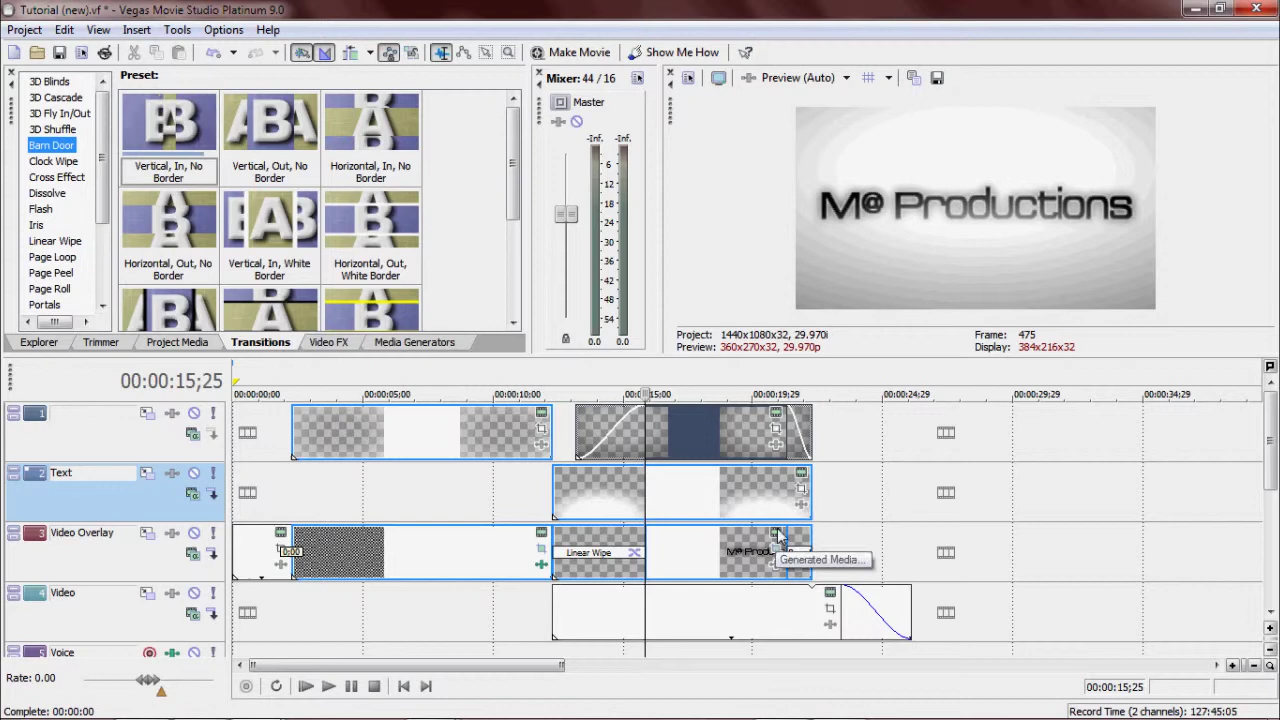 Tutorial (new).vf * - Vegas Movie Studio Platinum 9.0
Project Edit View Insert Tools Options Help
Make Movie Show Me How
3D Blinds
3D Cascade
3D Fly In/Out
3D Shuffle
Barn Door
Clock Wipe
Cross Effect
Dissolve
Flash
Iris
Linear Wipe
Page Loop
Page Peel
Page Roll
Portals
Preset:
Vertical, In, No
Border
Vertical, Out, No
Border
Horizontal, In, No
Border
Horizontal, Out, No
Border
Vertical, In, White
Border
Horizontal, Out,
White Border
Explorer Trimmer Project Media Transitions Video FX Media Generators
Mixer: 44 / 16
Master
-Inf. -Inf.
6
12
18
24
30
36
42
48
54
0.0 0.0
Preview (Auto)
M@ Productions
Project: 1440x1080x32, 29.970i
Preview: 360x270x32, 29.970p
Frame: 475
Display: 384x216x32
00:00:15;25
00:00:00:00 00:00:05;00 00:00:10;00 00:00:15:00 00:00:19;29 00:00:24;29 00:00:29;29 00:00:34;29
1
2 Text
3 Video Overlay
0:00
Linear Wipe
M@ Produ
Generated Media...
4 Video
5 Voice
Rate: 0.00
00:00:15;25
Complete: 00:00:00
Record Time (2 channels): 127:45:05